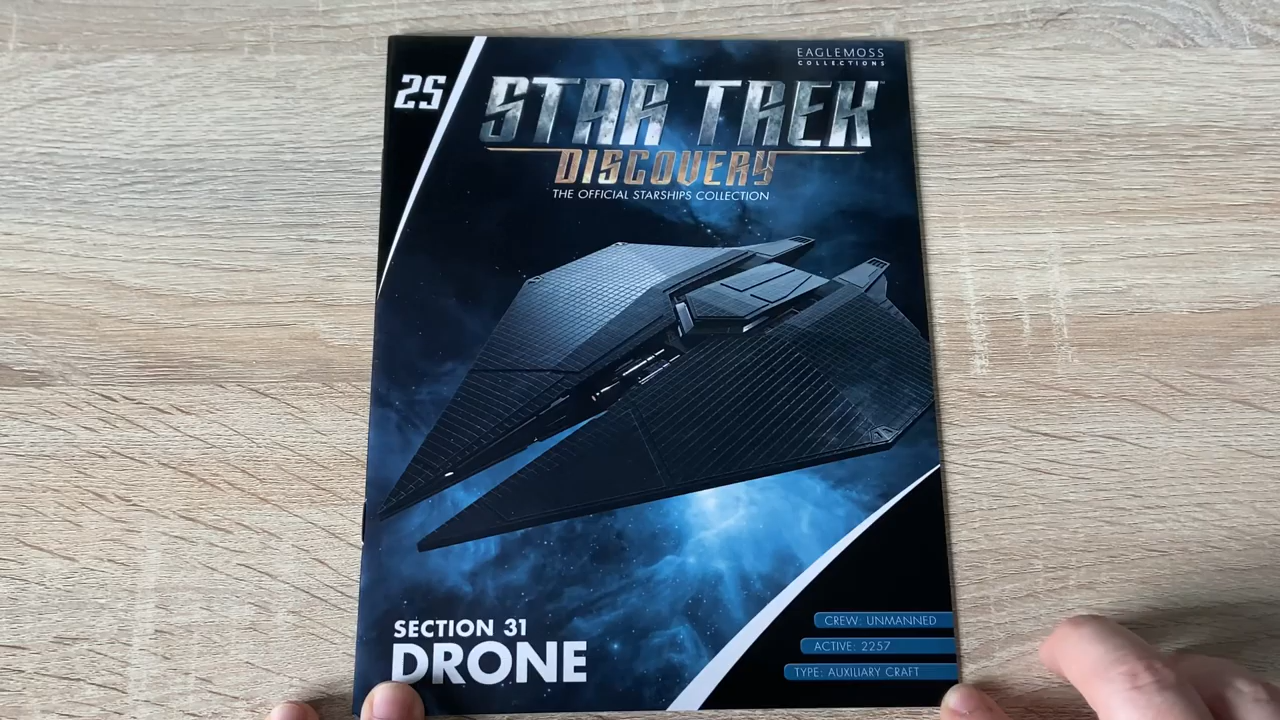 EAGLEMOSS
COLLECTIONS
25
STAR TREK
DISCOVERY
THE OFFICIAL STARSHIPS COLLECTION
SECTION 31
DRONE
CREW: UNMANNED
ACTIVE: 2257
TYPE: AUXILIARY CRAFT